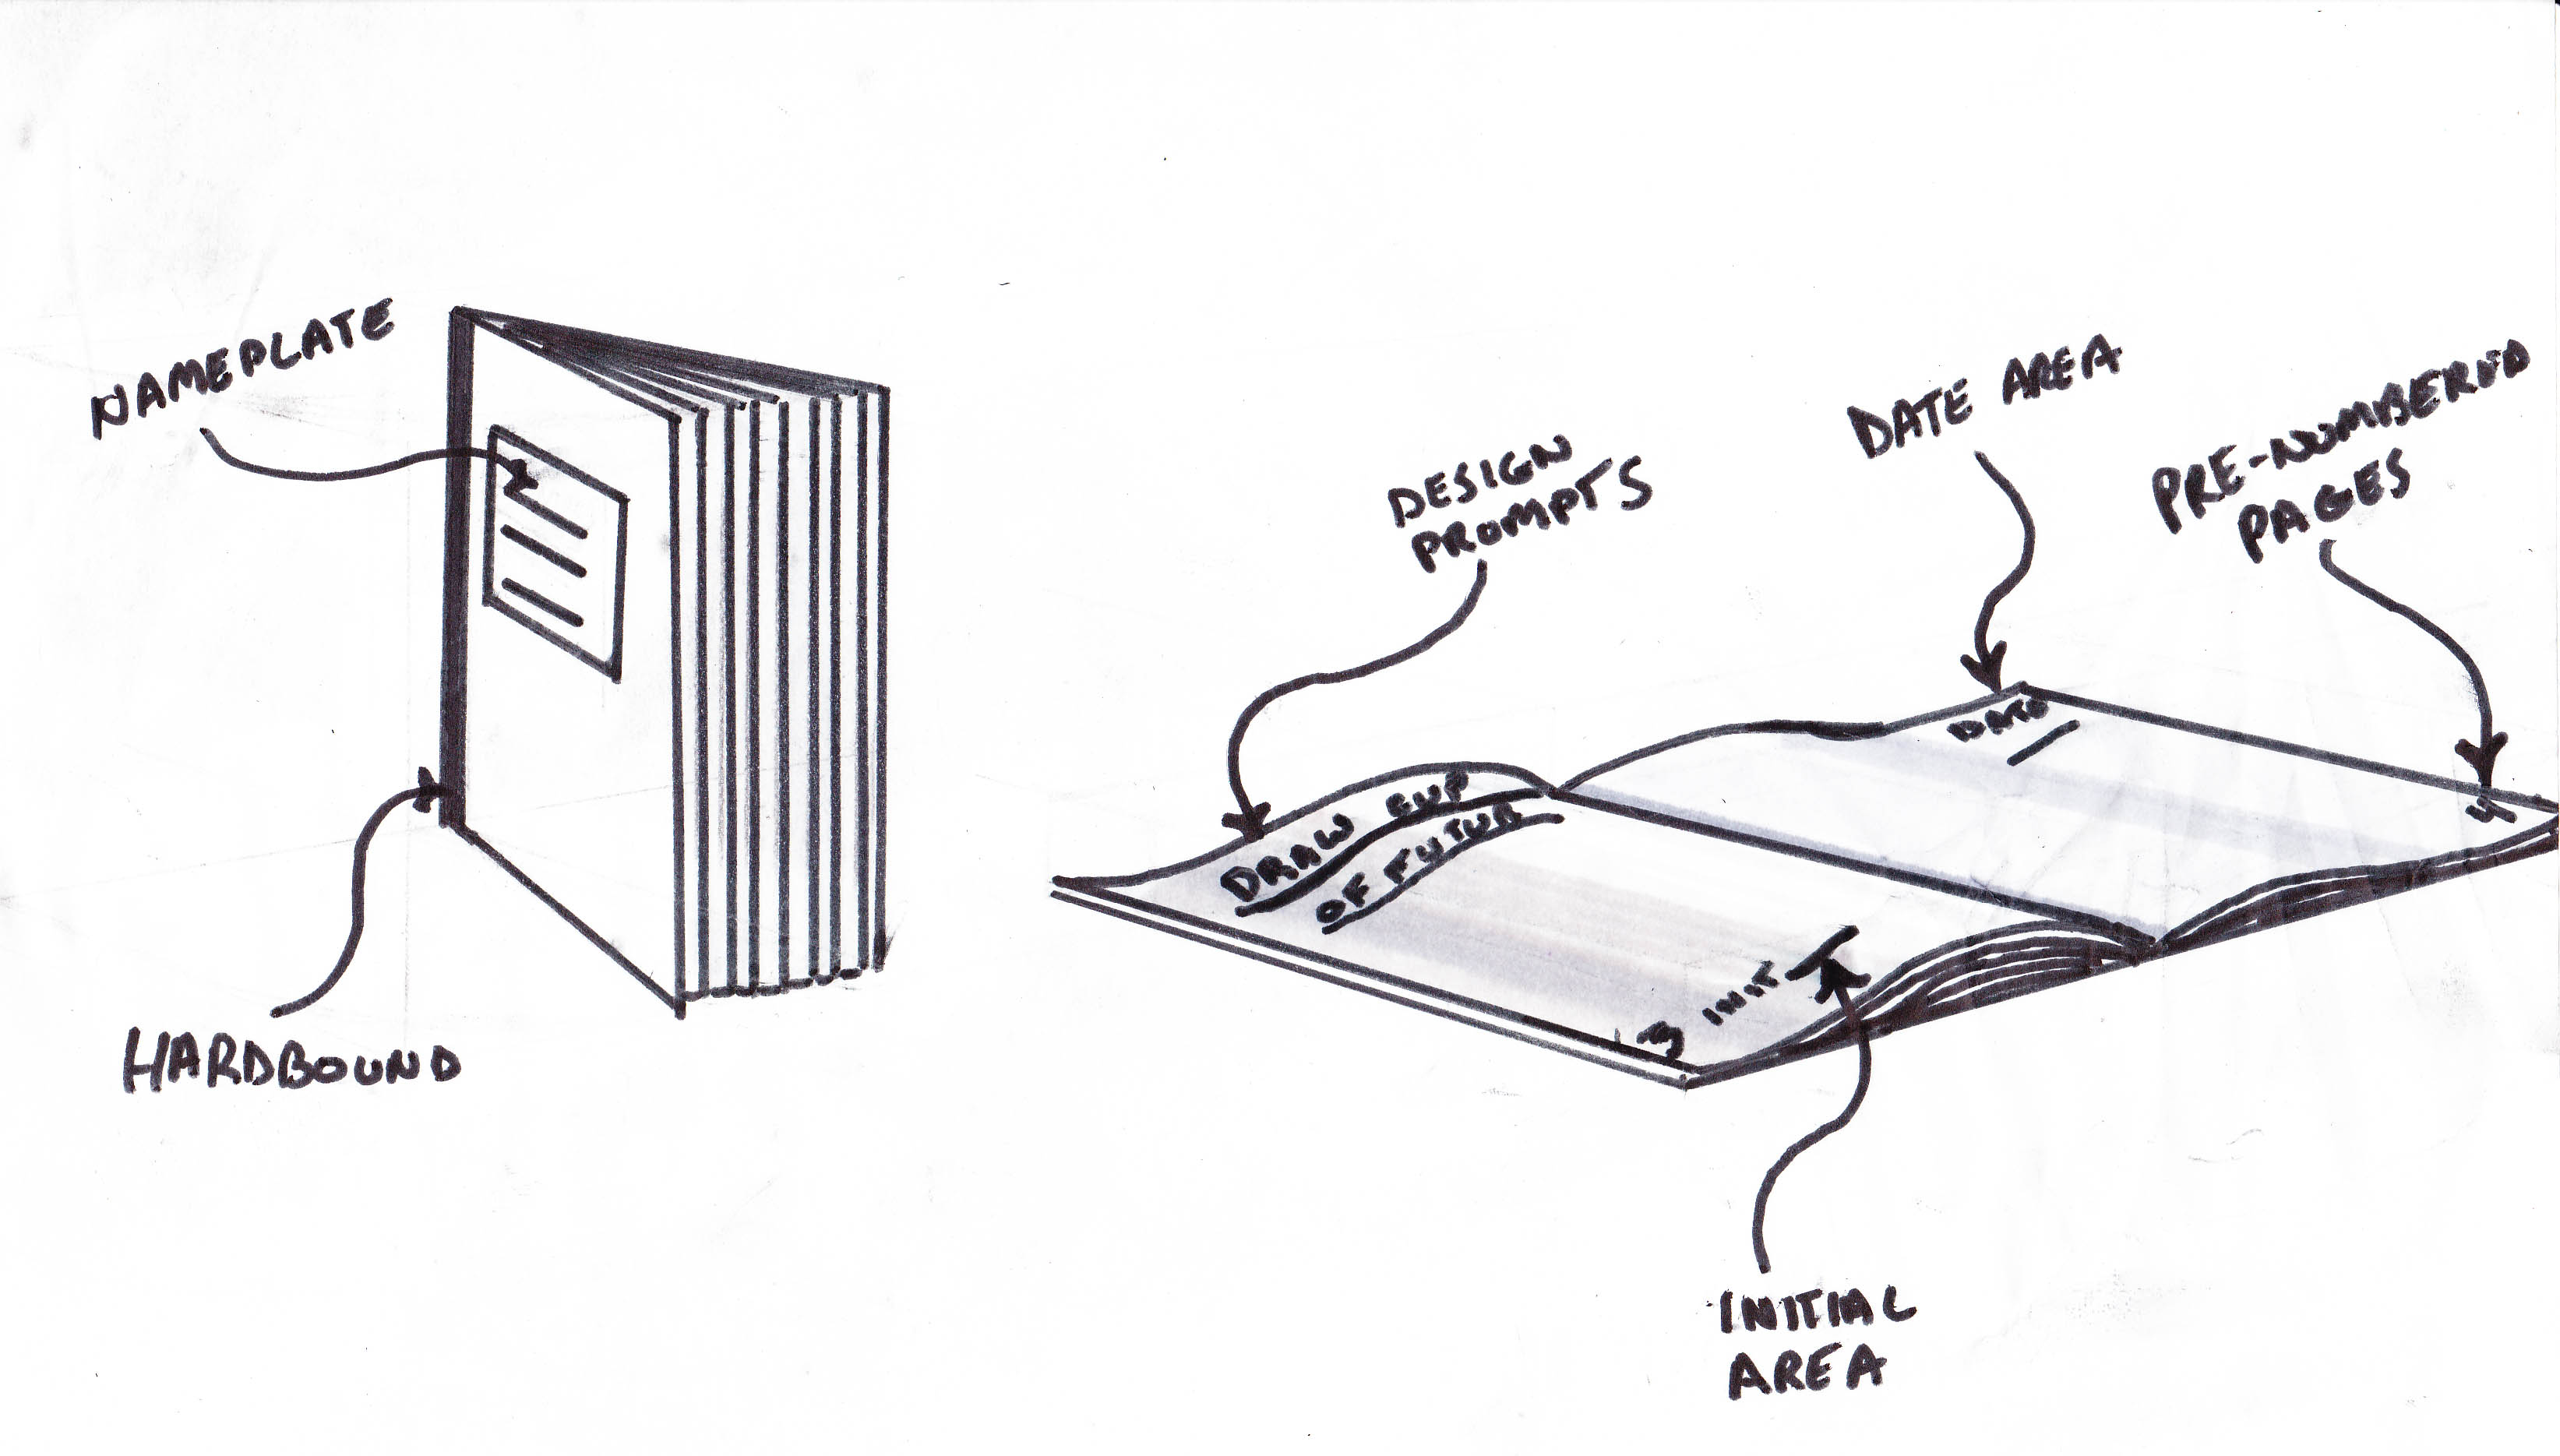 NAMEPLATE
HARDBOUND
DESIGN
PROMPTS
DATE AREA
PRE-NUMBERED
PAGES
DRAW CUP
OF FUTUR
DATE
4
INIT
3
INITIAL
AREA